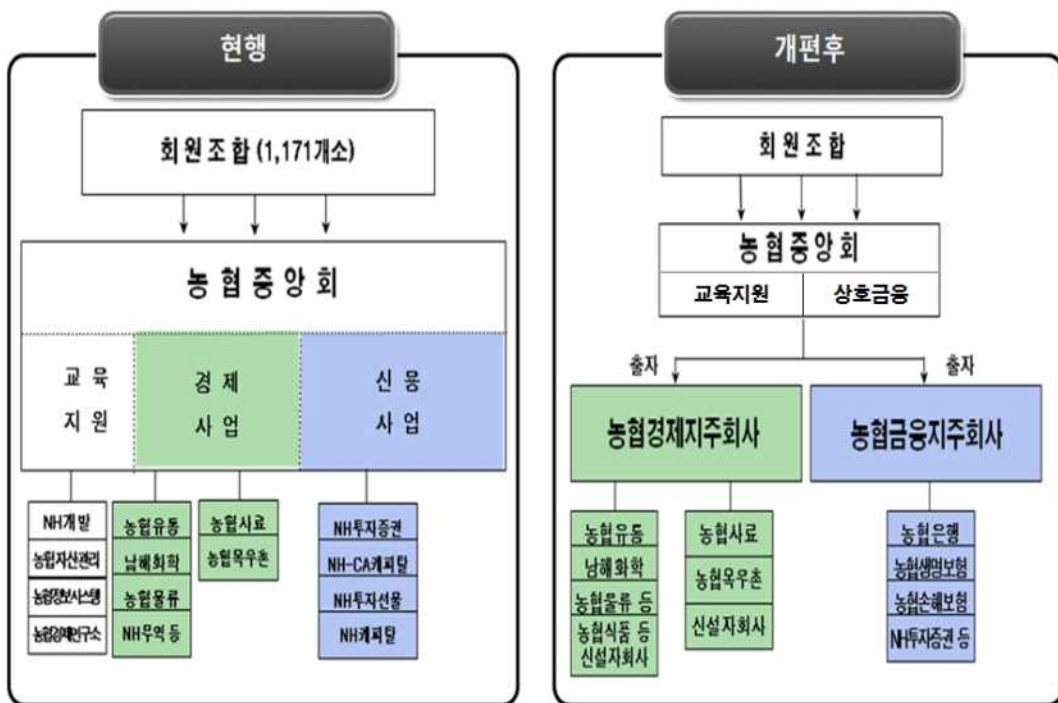 현행
회원조합 (1,171개소)
농협중앙회
교육
지원
경제
사업
신용
사업
NH개발
농협자산관리
농협정보시스템
농협경제연구소
농협유통
남해화학
농협물류
NH무역 등
농협사료
농협목우촌
NH투자증권
NH-CA캐피탈
NH투자선물
NH캐피탈
개편후
회원조합
농협중앙회
교육지원
상호금융
출자
출자
농협경제지주회사
농협금융지주회사
농협유통
남해화학
농협물류 등
농협식품 등
신설자회사
농협사료
농협목우촌
신설자회사
농협은행
농협생명보험
농협손해보험
NH투자증권 등